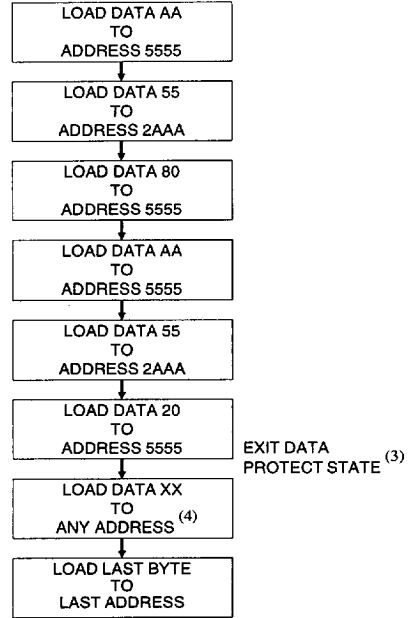 LOAD DATA AA
TO
ADDRESS 5555
LOAD DATA 55
TO
ADDRESS 2AAA
LOAD DATA 80
TO
ADDRESS 5555
LOAD DATA AA
TO
ADDRESS 5555
LOAD DATA 55
TO
ADDRESS 2AAA
LOAD DATA 20
TO
ADDRESS 5555
EXIT DATA
PROTECT STATE (3)
LOAD DATA XX
TO
ANY ADDRESS (4)
LOAD LAST BYTE
TO
LAST ADDRESS